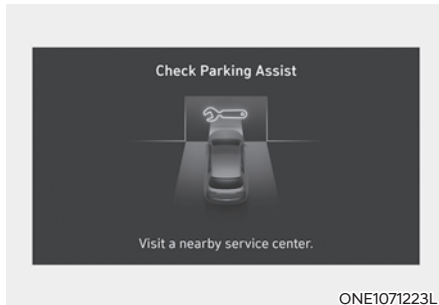 Check Parking Assist
Visit a nearby service center.
ONE1071223L